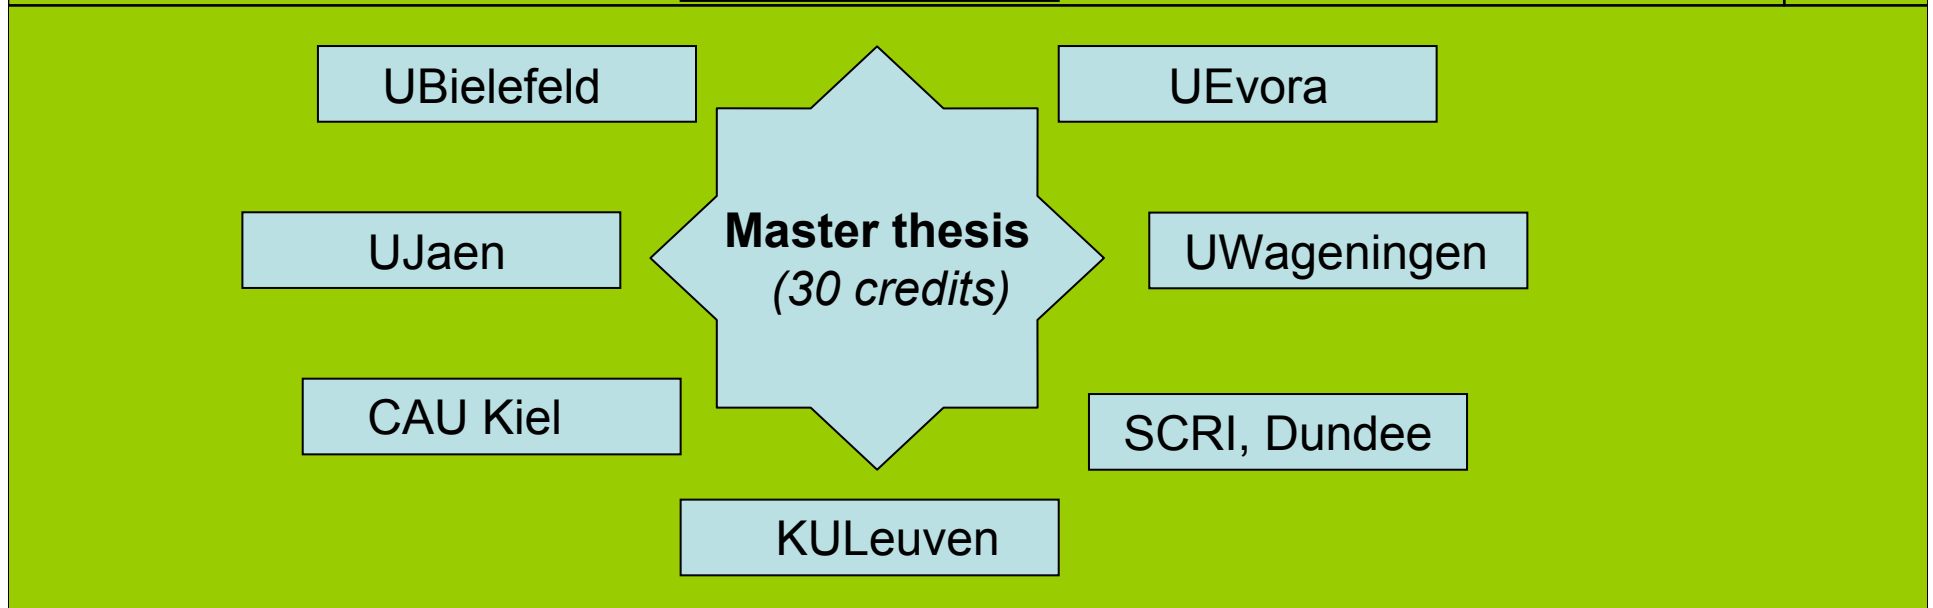 UBielefeld
UEvora
UJaen
Master thesis
(30 credits)
UWageningen
CAU Kiel
SCRI, Dundee
KULeuven